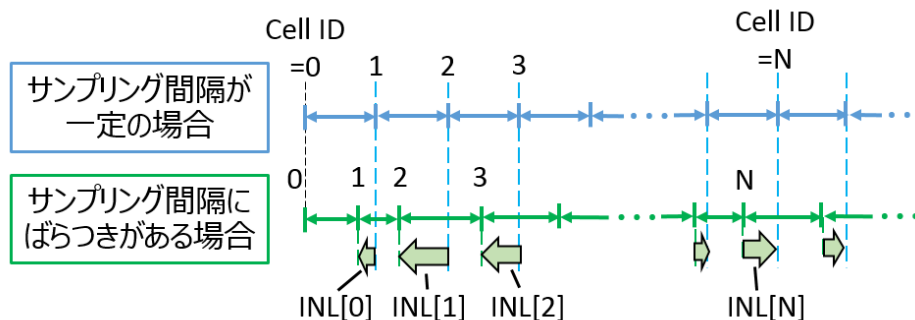 Cell ID
=0
1
2
3
Cell ID
=N
サンプリング間隔が
一定の場合
0
1
2
3
N
サンプリング間隔に
ばらつきがある場合
INL[0]
INL[1]
INL[2]
INL[N]